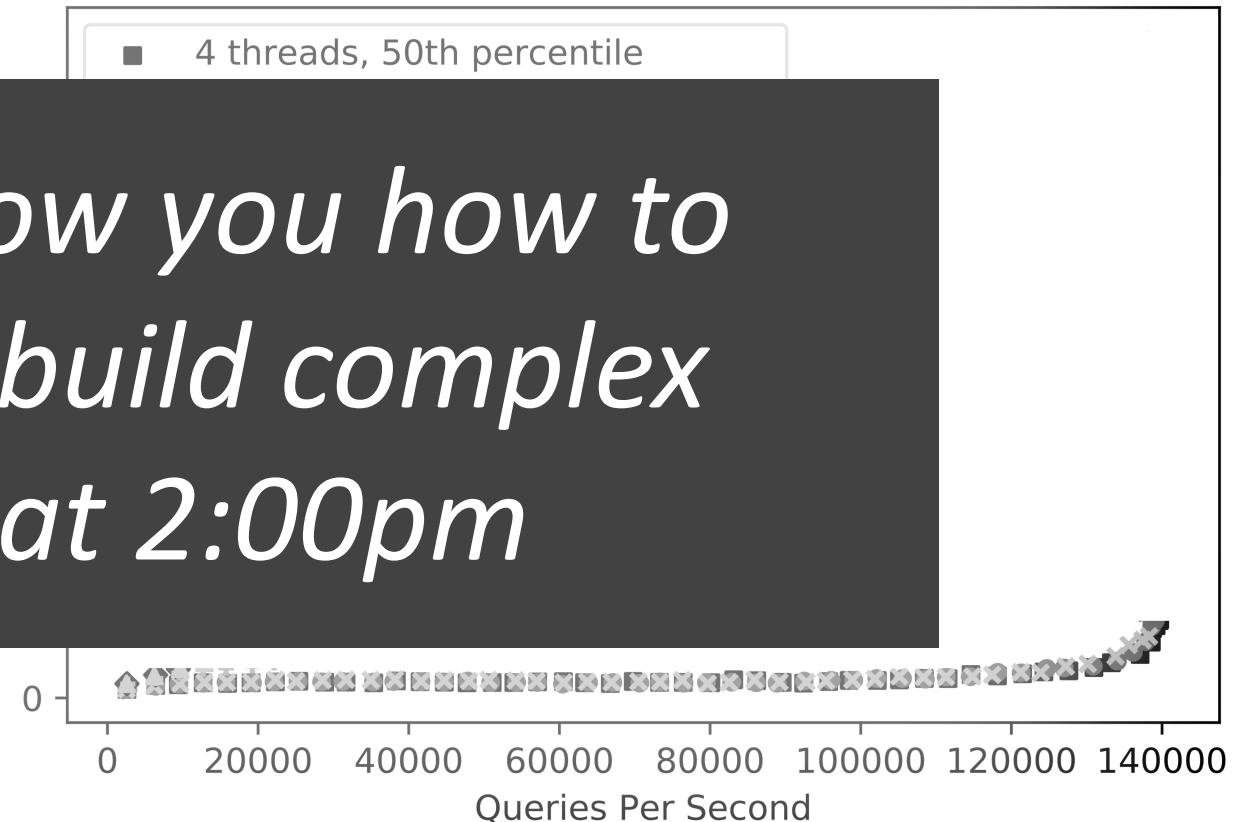 4 threads, 50th percentile
ow you how to
build complex
at 2:00pm
0
0 20000 40000 60000 80000 100000 120000 140000
Queries Per Second